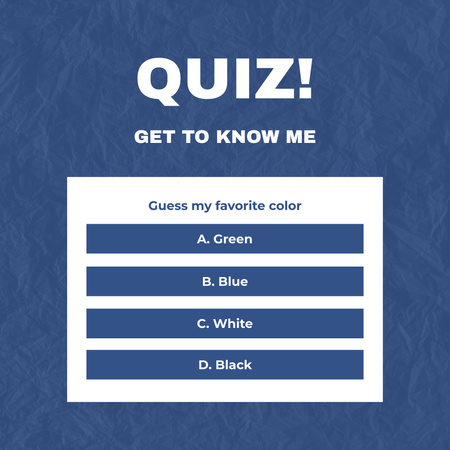 QUIZ!
GET TO KNOW ME
Guess my favorite color
A. Green
B. Blue
C. White
D. Black